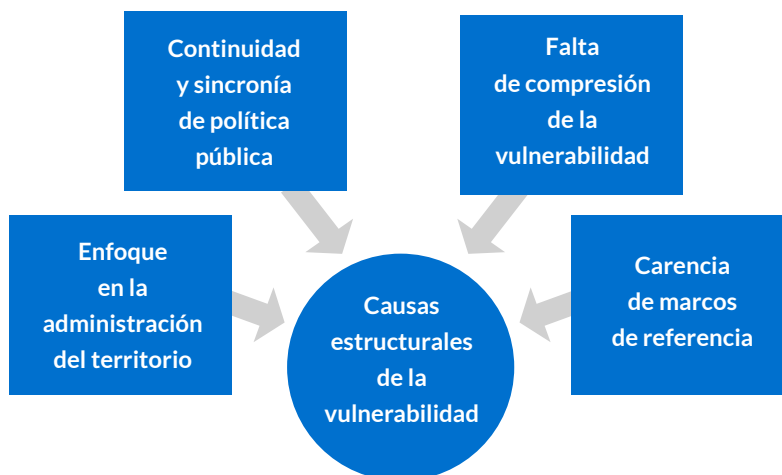 Continuidad
y sincronía
de política
pública
Falta
de compresión
de la
vulnerabilidad
Enfoque
en la
administración
del territorio
Causas
estructurales
de la
vulnerabilidad
Carencia
de marcos
de referencia